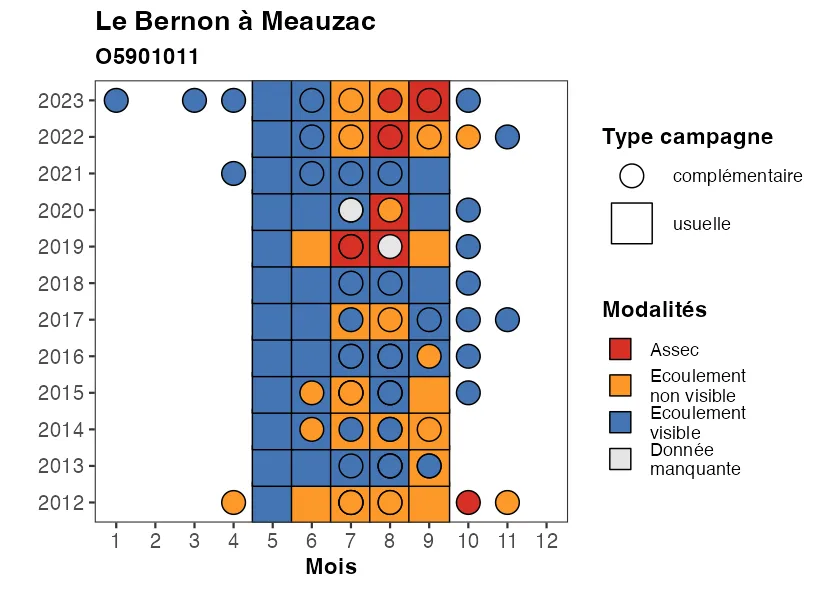 Le Bernon à Meauzac
O5901011
2023
2022
2021
2020
2019
2018
2017
2016
2015
2014
2013
2012
1 2 3 4 5 6 7 8 9 10 11 12
Mois
Type campagne
complémentaire
usuelle
Modalités
Assec
Ecoulement
non visible
Ecoulement
visible
Donnée
manquante